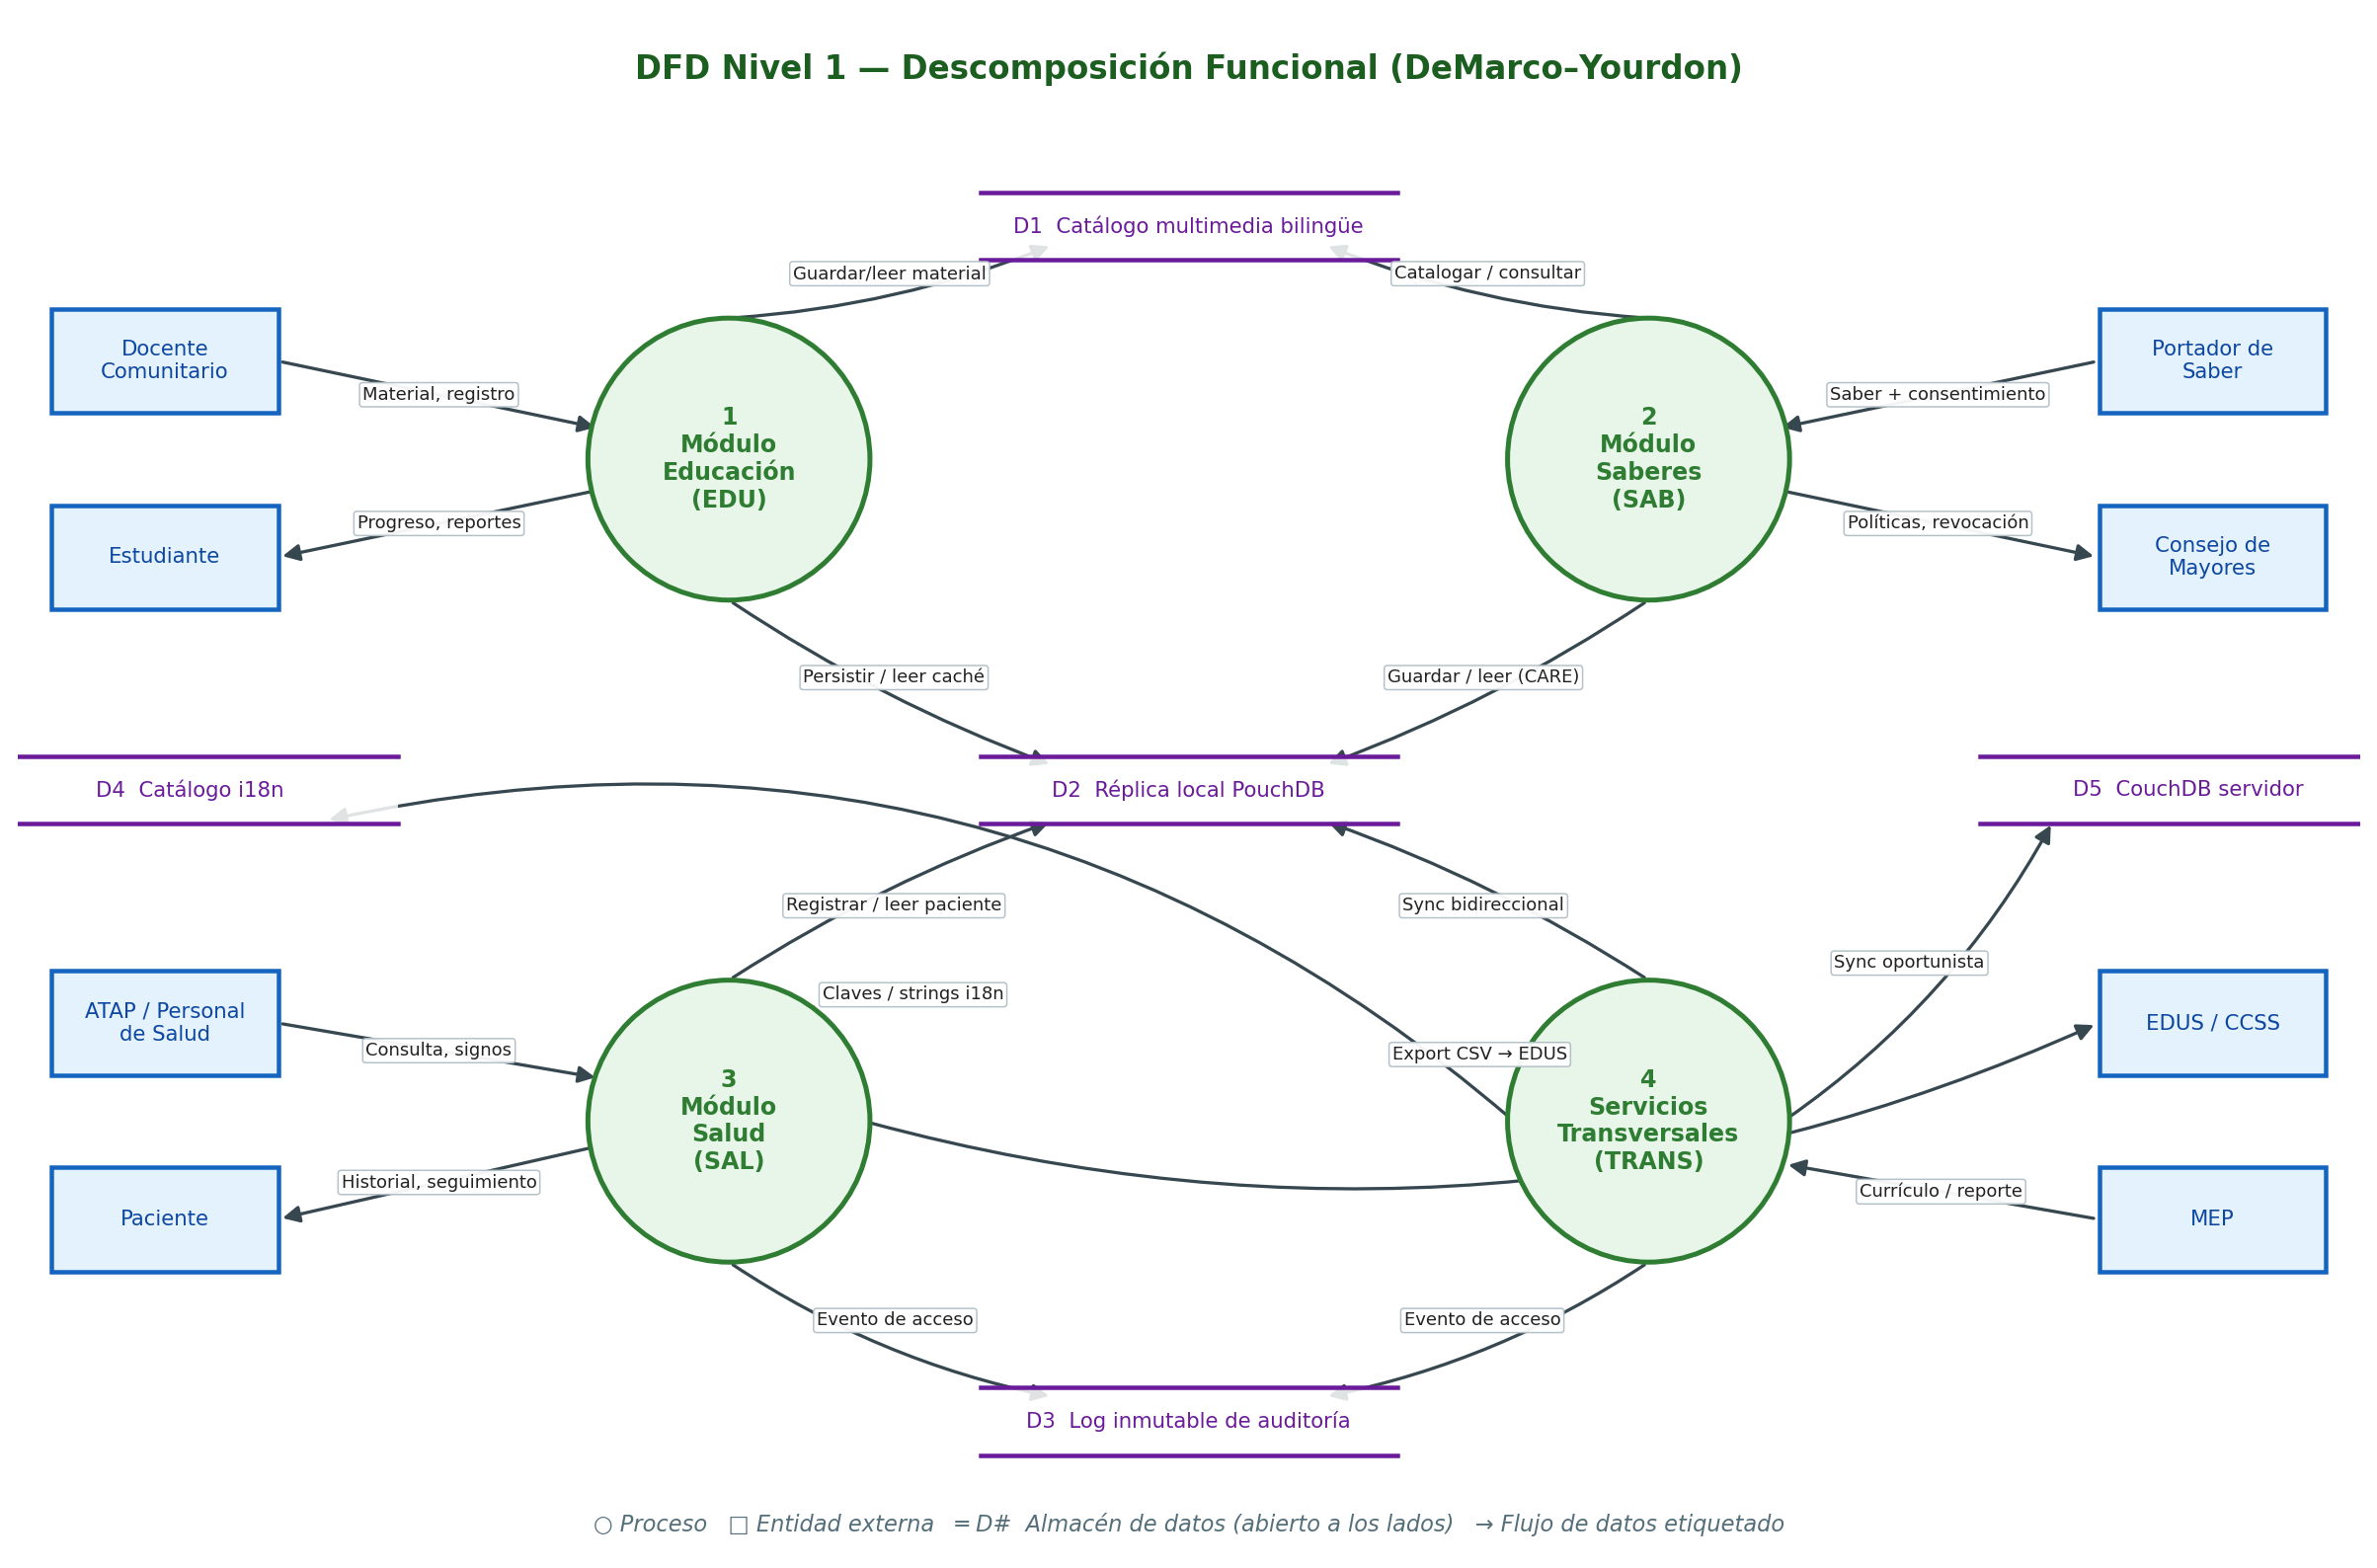 DFD Nivel 1 — Descomposición Funcional (DeMarco–Yourdon)
D1  Catálogo multimedia bilingüe
Guardar/leer material
Catalogar / consultar
Docente
Comunitario
Material, registro
1
Módulo
Educación
(EDU)
2
Módulo
Saberes
(SAB)
Saber + consentimiento
Portador de
Saber
Estudiante
Progreso, reportes
Políticas, revocación
Consejo de
Mayores
Persistir / leer caché
Guardar / leer (CARE)
D4  Catálogo i18n
D2  Réplica local PouchDB
D5  CouchDB servidor
Registrar / leer paciente
Sync bidireccional
Sync oportunista
Claves / strings i18n
ATAP / Personal
de Salud
Consulta, signos
Export CSV → EDUS
EDUS / CCSS
3
Módulo
Salud
(SAL)
4
Servicios
Transversales
(TRANS)
Paciente
Historial, seguimiento
Currículo / reporte
MEP
Evento de acceso
Evento de acceso
D3  Log inmutable de auditoría
○ Proceso   □ Entidad externa   = D#  Almacén de datos (abierto a los lados)   → Flujo de datos etiquetado